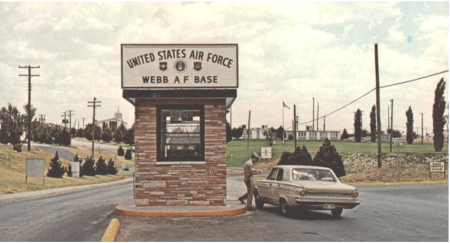 UNITED STATES AIR FORCE
WEBB A F BASE